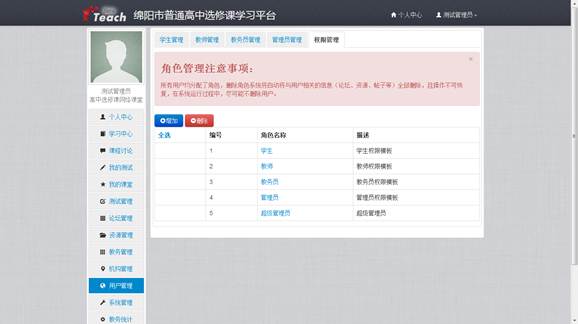 Teach 绵阳市普通高中选修课学习平台
个人中心 测试管理员
学生管理 教师管理 教务员管理 管理员管理 权限管理
角色管理注意事项:
所有用户均分配了角色,删除角色系统将自动将与用户相关的信息(论坛、资源、帖子等)全部删除,且操作不可恢
复,在系统运行过程中,尽可能不删除用户。
×
增加 删除
全选 编号 角色名称 描述
1 学生 学生权限模板
2 教师 教师权限模板
3 教务员 教务员权限模板
4 管理员 管理员权限模板
5 超级管理员 超级管理员
测试管理员
高中选修课网络课堂
个人中心
学习中心
课程讨论
我的测试
我的课堂
测试管理
论坛管理
资源管理
教务管理
机构管理
用户管理
系统管理
教务统计